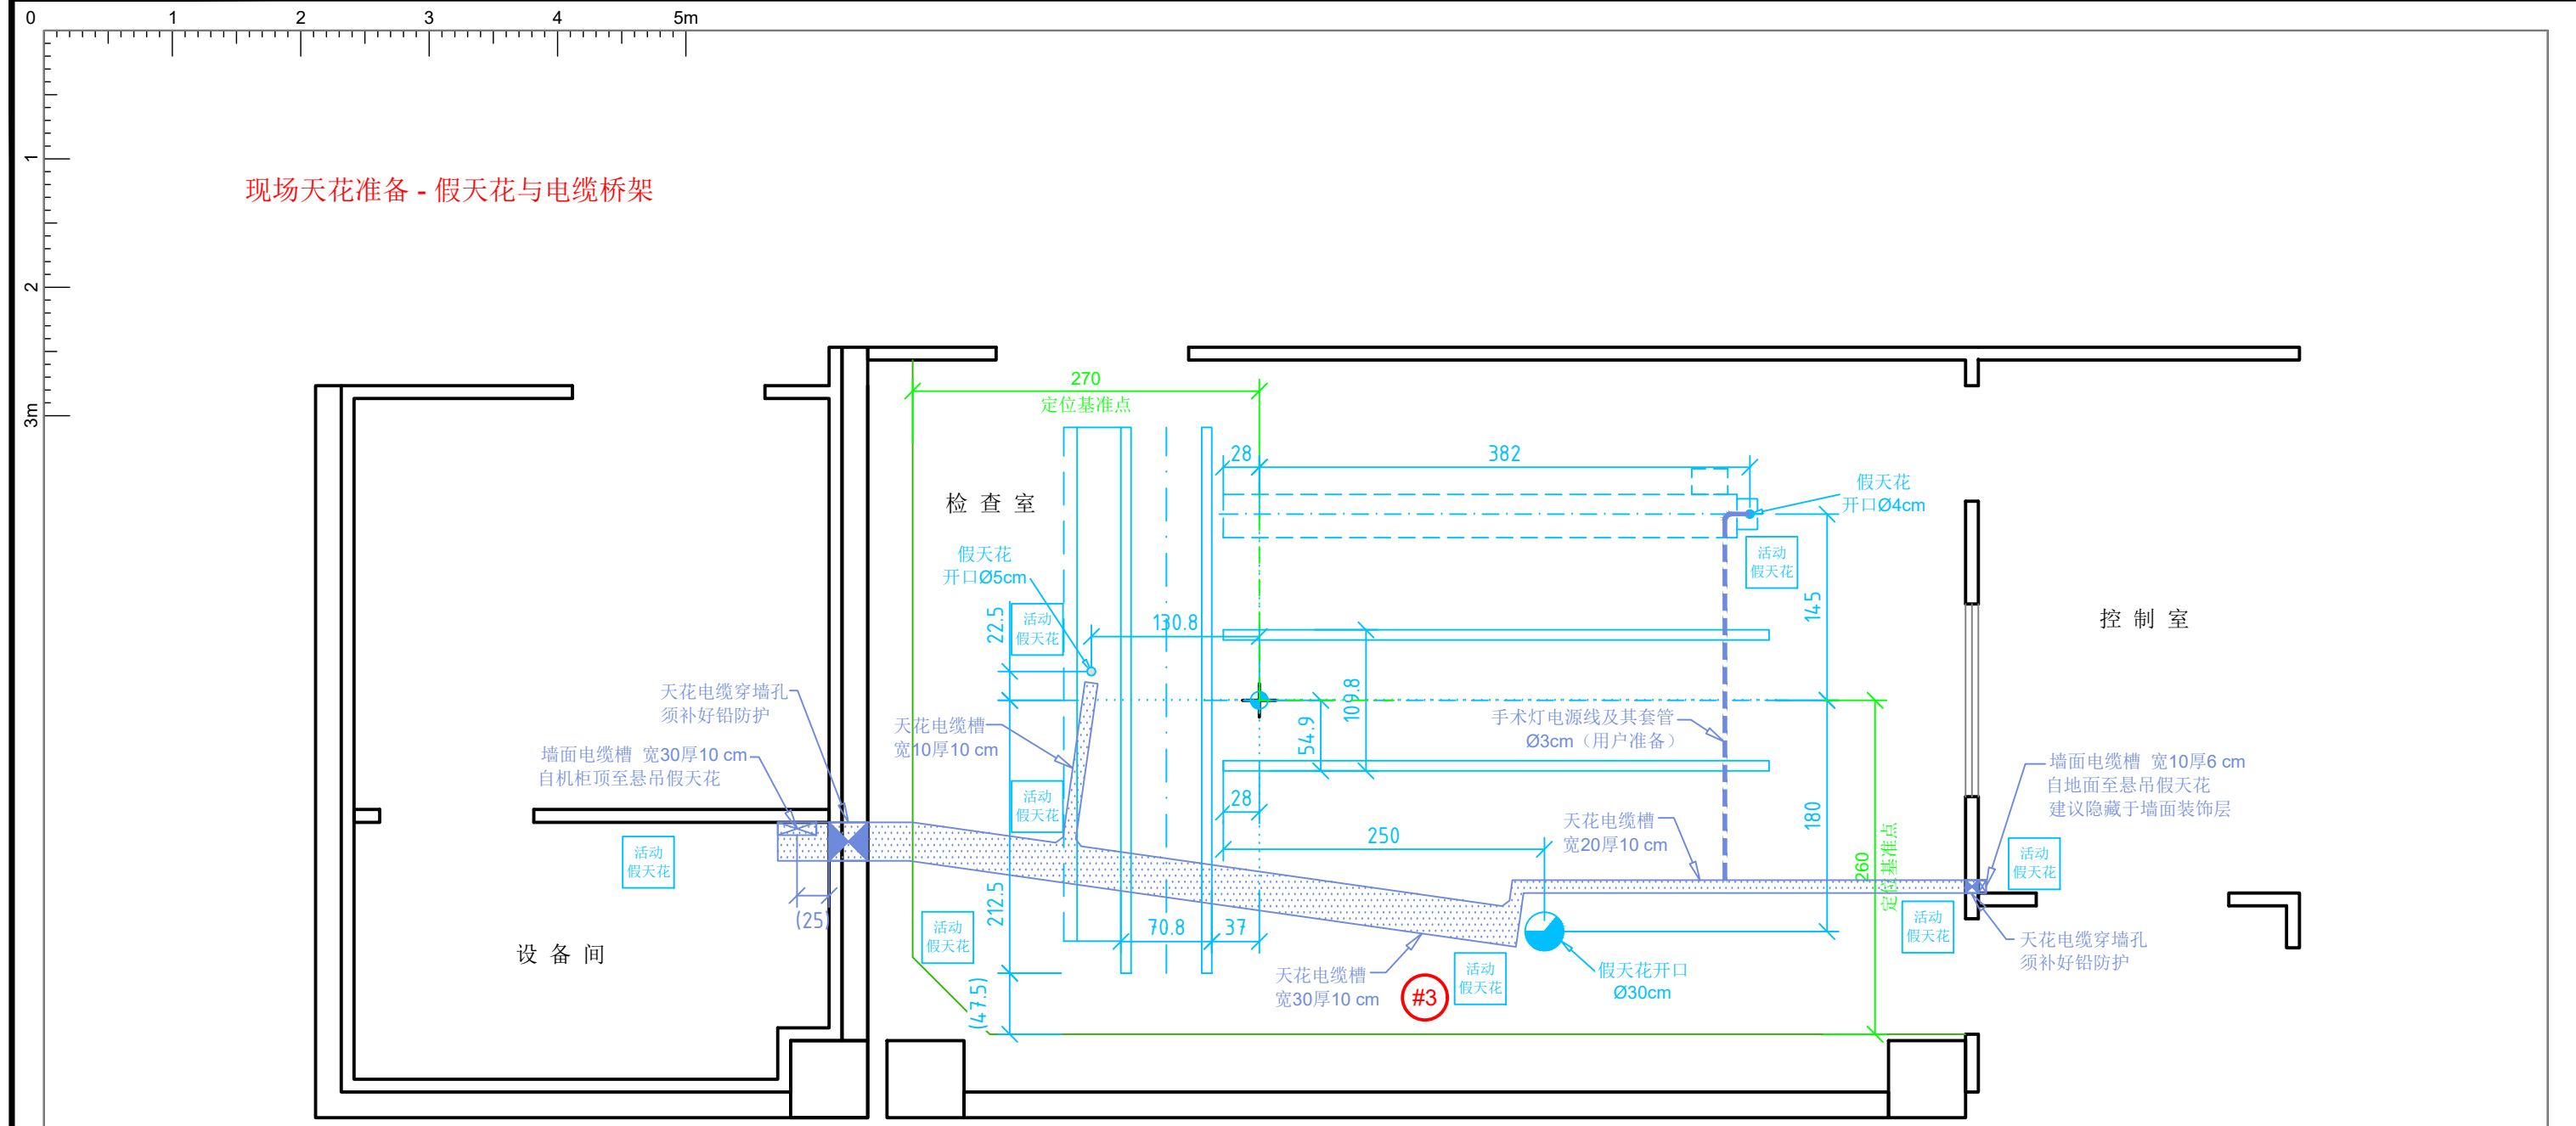 0 1 2 3 4 5m
1
2
3m
现场天花准备 - 假天花与电缆桥架
270
定位基准点
28
382
假天花
开口Ø4cm
检查室
假天花
开口Ø5cm
活动
假天花
145
控制室
22.5
活动
假天花
130.8
天花电缆穿墙孔
须补好铅防护
天花电缆槽
宽10厚10 cm
54.9
109.8
手术灯电源线及其套管
Ø3cm（用户准备）
墙面电缆槽 宽30厚10 cm
自机柜顶至悬吊假天花
墙面电缆槽 宽10厚6 cm
自地面至悬吊假天花
建议隐藏于墙面装饰层
活动
假天花
28
250
天花电缆槽
宽20厚10 cm
180
260
定位基准点
活动
假天花
活动
假天花
(25)
212.5
活动
假天花
70.8
37
活动
假天花
设备间
天花电缆穿墙孔
须补好铅防护
天花电缆槽
宽30厚10 cm
#3
活动
假天花
假天花开口
Ø30cm
(47.5)